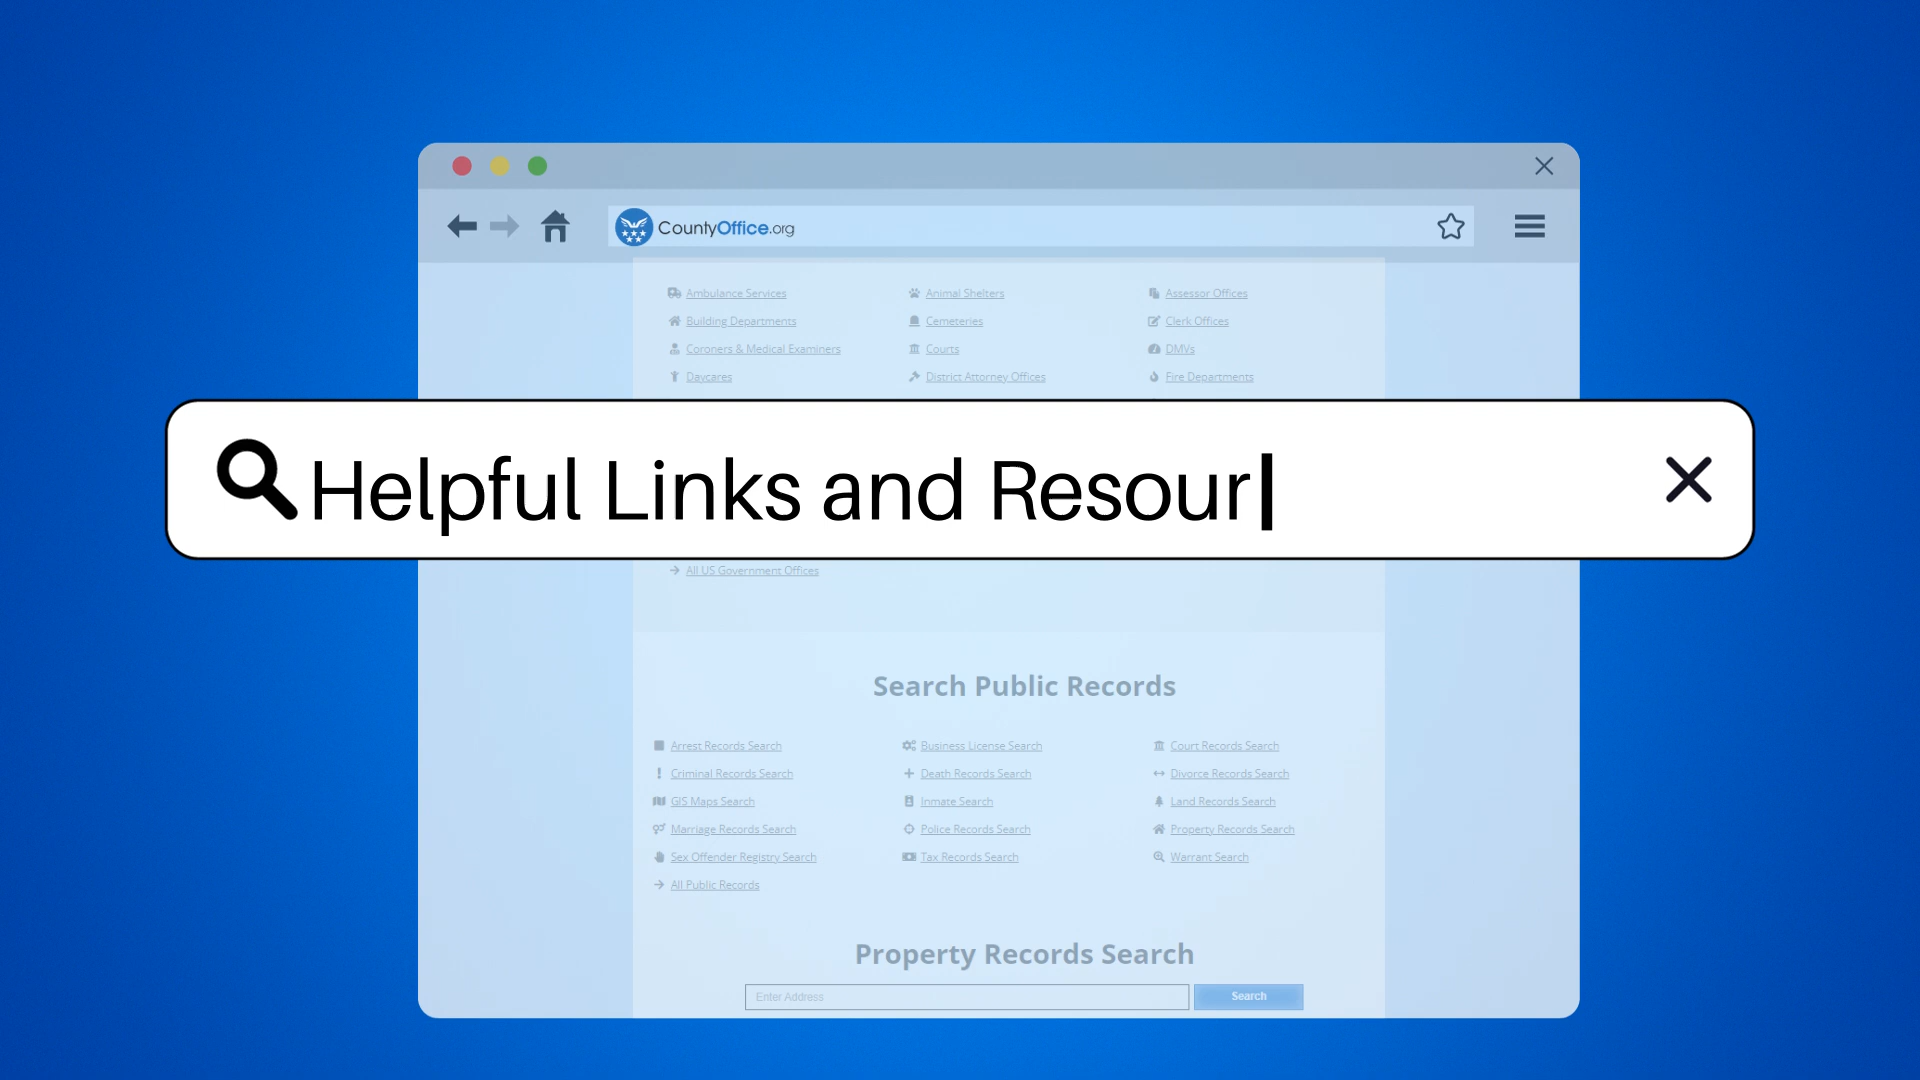 CountyOffice.org
Ambulance Services Animal Shelters Assessor Offices
Building Departments Cemeteries Clerk Offices
Coroners & Medical Examiners Courts DMVs
Daycares District Attorney Offices Fire Departments
Helpful Links and Resour
All US Government Offices
Search Public Records
Arrest Records Search Business License Search Court Records Search
Criminal Records Search Death Records Search Divorce Records Search
GIS Maps Search Inmate Search Land Records Search
Marriage Records Search Police Records Search Property Records Search
Sex Offender Registry Search Tax Records Search Warrant Search
All Public Records
Property Records Search
Enter Address Search